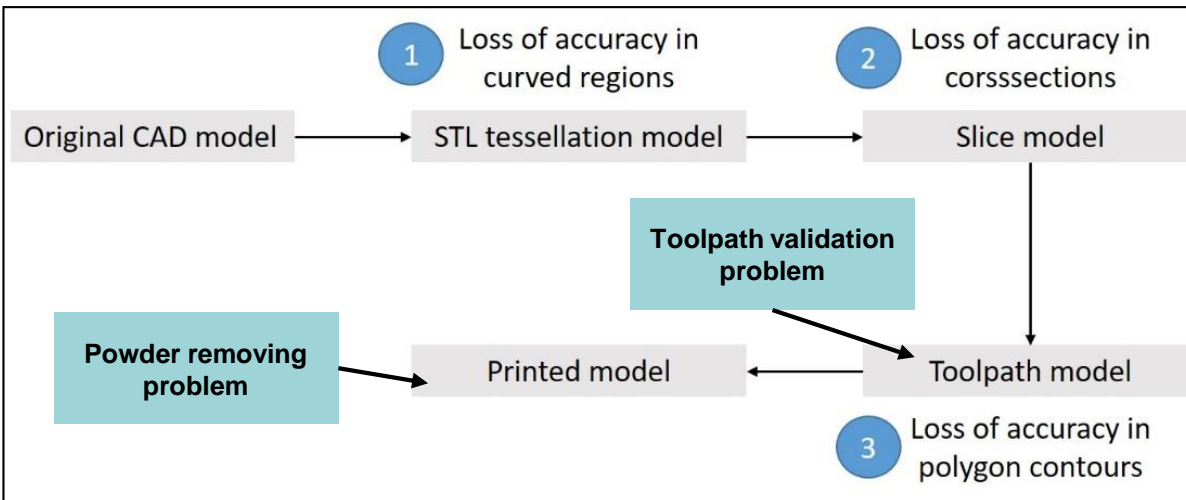 1
Loss of accuracy in
curved regions
2
Loss of accuracy in
corsssections
Original CAD model
STL tessellation model
Slice model
Toolpath validation
problem
Powder removing
problem
Printed model
Toolpath model
3
Loss of accuracy in
polygon contours